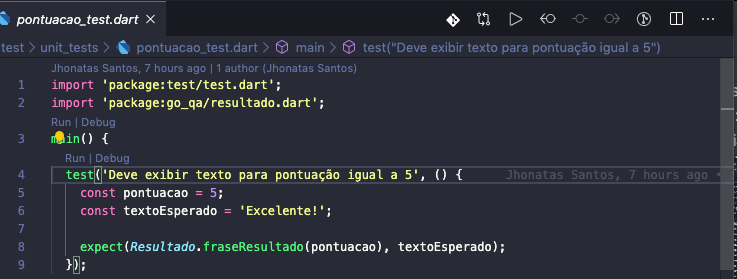 pontuacao_test.dart
test > unit_tests > pontuacao_test.dart > main > test("Deve exibir texto para pontuação igual a 5")
Jhonatas Santos, 7 hours ago | 1 author (Jhonatas Santos)
1 import 'package:test/test.dart';
2 import 'package:go_qa/resultado.dart';
Run | Debug
3 main() {
Run | Debug
4 test('Deve exibir texto para pontuação igual a 5', () { Jhonatas Santos, 7 hours ago •
5 const pontuacao = 5;
6 const textoEsperado = 'Excelente!';
7
8 expect(Resultado.fraseResultado(pontuacao), textoEsperado);
9 });